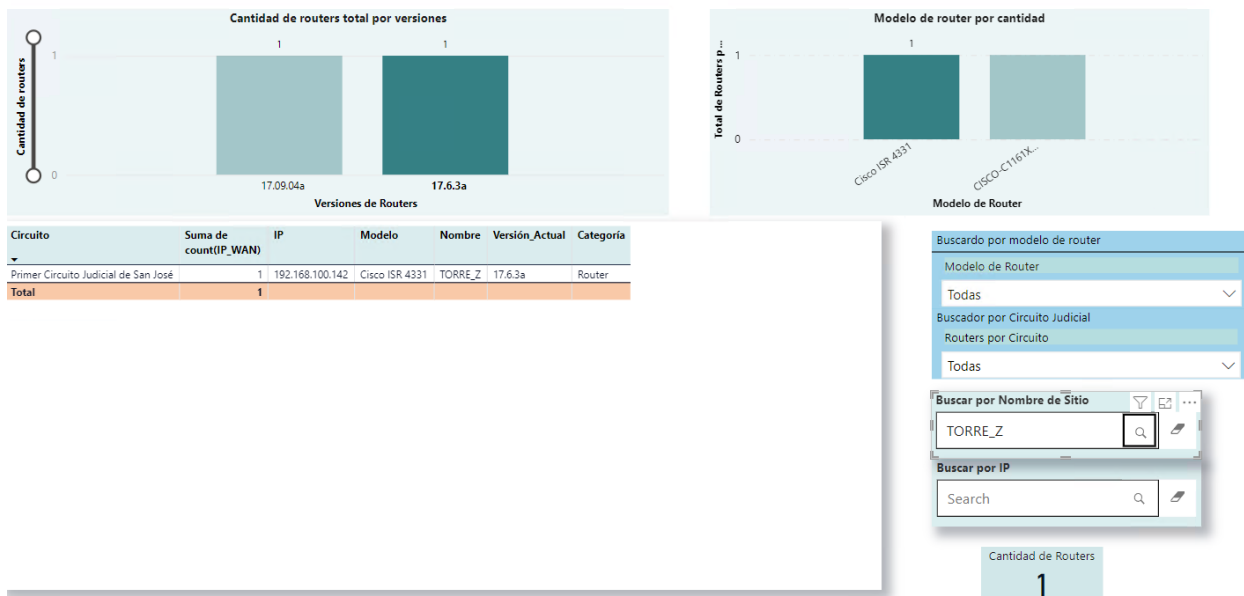 Cantidad de routers total por versiones
Cantidad de routers
1
0
1
1
17.09.04a
17.6.3a
Versiones de Routers
Modelo de router por cantidad
Total de Routers p...
1
0
1
Cisco ISR 4331
CISCO-C1161X...
Modelo de Router
Circuito Suma de count(IP_WAN) IP Modelo Nombre Versión_Actual Categoría
Primer Circuito Judicial de San José 1 192.168.100.142 Cisco ISR 4331 TORRE_Z 17.6.3a Router
Total 1
Buscardo por modelo de router
Modelo de Router
Todas
Buscador por Circuito Judicial
Routers por Circuito
Todas
Buscar por Nombre de Sitio
TORRE_Z
Buscar por IP
Search
Cantidad de Routers
1